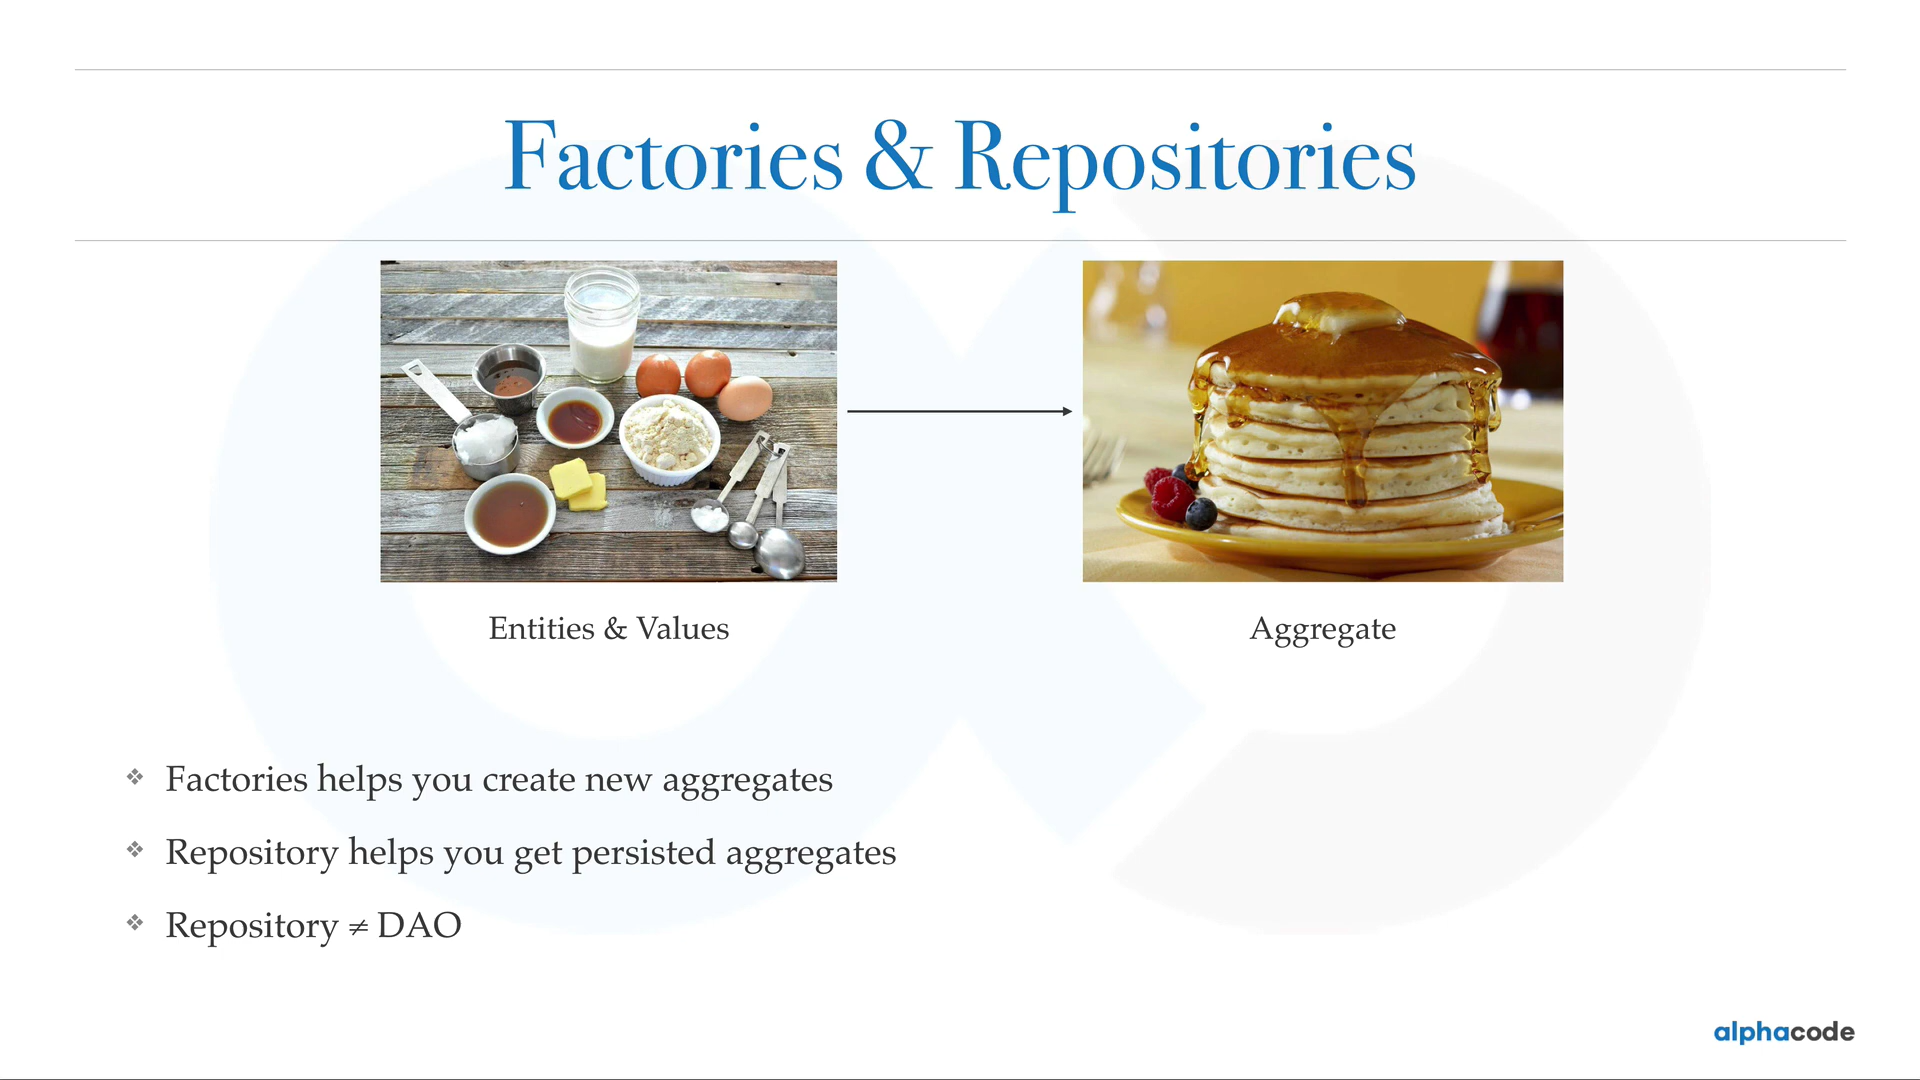 Factories & Repositories
Entities & Values
Aggregate
❖ Factories helps you create new aggregates
❖ Repository helps you get persisted aggregates
❖ Repository ≠ DAO
alphacode